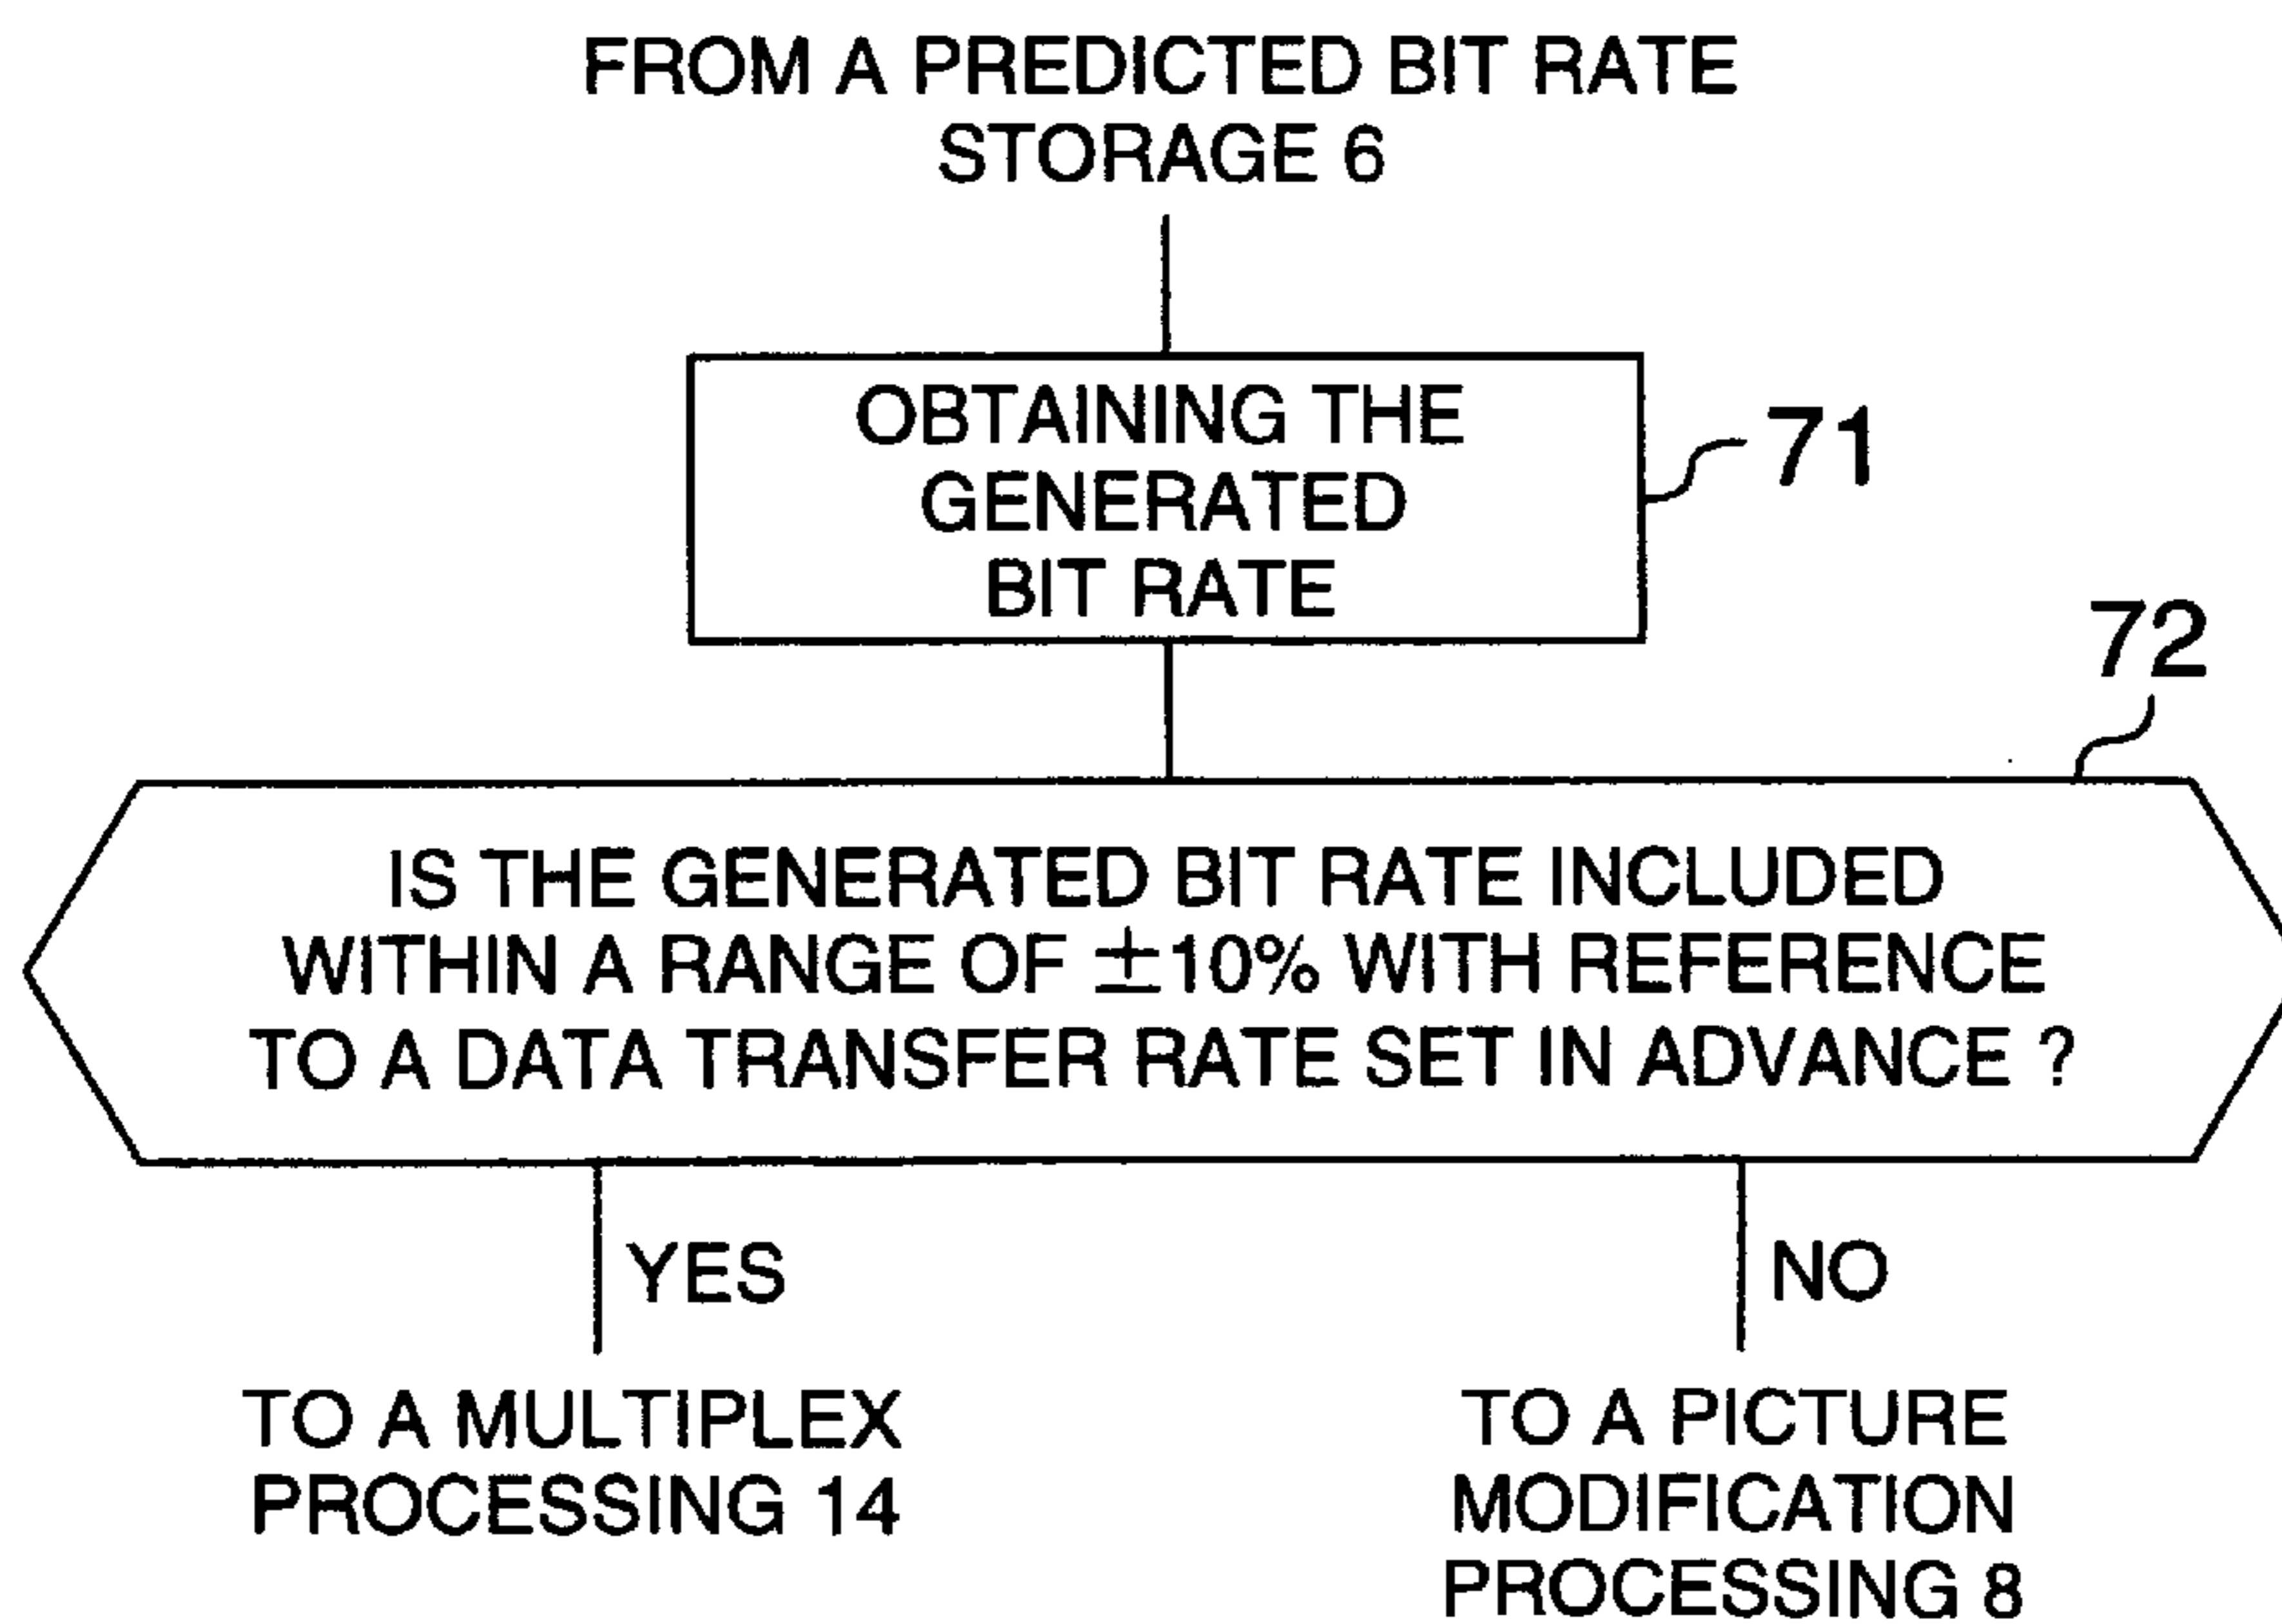 FROM A PREDICTED BIT RATE
STORAGE 6
OBTAINING THE
GENERATED
BIT RATE
71
72
IS THE GENERATED BIT RATE INCLUDED
WITHIN A RANGE OF ±10% WITH REFERENCE
TO A DATA TRANSFER RATE SET IN ADVANCE ?
YES
NO
TO A MULTIPLEX
PROCESSING 14
TO A PICTURE
MODIFICATION
PROCESSING 8